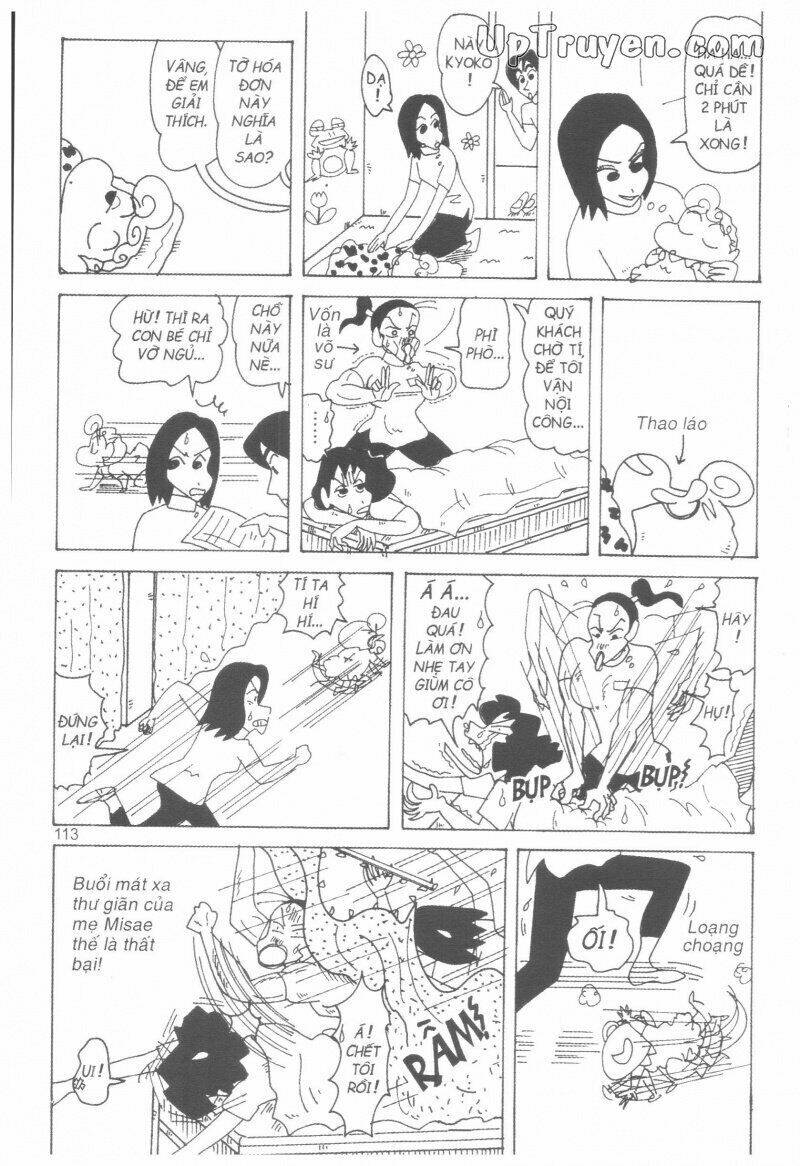 UpTruyen.com
HA HA...
QUÁ DỄ!
CHỈ CẦN
2 PHÚT
LÀ
XONG!
NÀY
KYOKO!
DẠ!
TỜ HÓA
ĐƠN
NÀY
NGHĨA
LÀ
SAO?
VÂNG,
ĐỂ EM
GIẢI
THÍCH.
Thao láo
QUÝ
KHÁCH
CHỜ TÍ,
ĐỂ TÔI
VẬN
NỘI
CÔNG...
PHÌ
PHÒ...
Vốn
là
võ
sư
......
CHỖ
NÀY
NỮA
NÈ...
HỪ! THÌ RA
CON BÉ CHỈ
VỜ NGỦ...
HÂY!
HỰ!
Á Á...
ĐAU
QUÁ!
LÀM ƠN
NHẸ TAY
GIÙM CÔ
ƠI!
BỤP
BỤP!
TÍ TA
HÍ
HÍ...
ĐỨNG
LẠI!
113
ỐI!
Loạng
choạng
Buổi mát xa
thư giãn của
mẹ Misae
thế là thất
bại!
RẦM!
Á!
CHẾT
TÔI
RỒI!
UI!